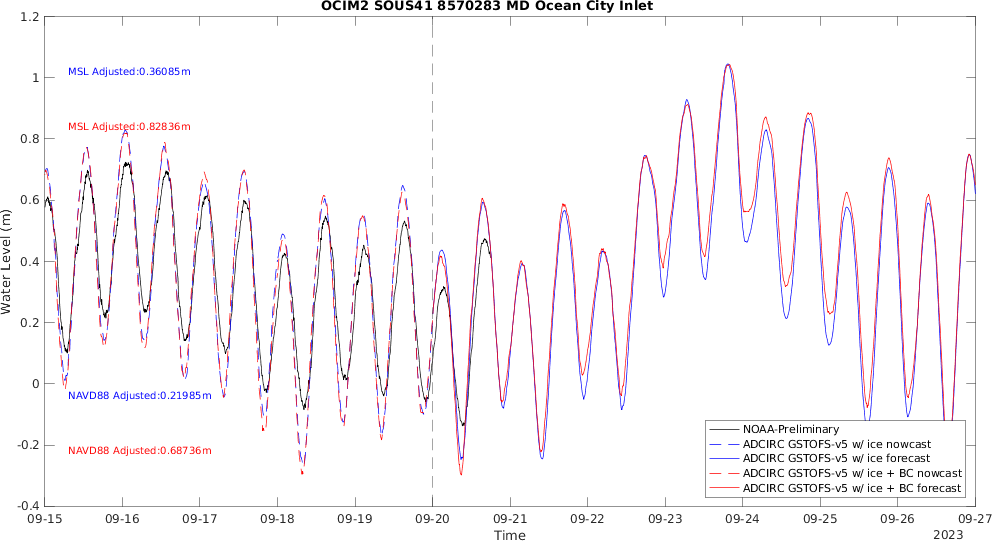 OCIM2 SOUS41 8570283 MD Ocean City Inlet
1.2
1
0.8
0.6
0.4
0.2
0
-0.2
-0.4
Water Level (m)
MSL Adjusted:0.36085m
MSL Adjusted:0.82836m
NAVD88 Adjusted:0.21985m
NAVD88 Adjusted:0.68736m
NOAA-Preliminary
ADCIRC GSTOFS-v5 w/ ice nowcast
ADCIRC GSTOFS-v5 w/ ice forecast
ADCIRC GSTOFS-v5 w/ ice + BC nowcast
ADCIRC GSTOFS-v5 w/ ice + BC forecast
09-15 09-16 09-17 09-18 09-19 09-20 09-21 09-22 09-23 09-24 09-25 09-26 09-27
Time
2023